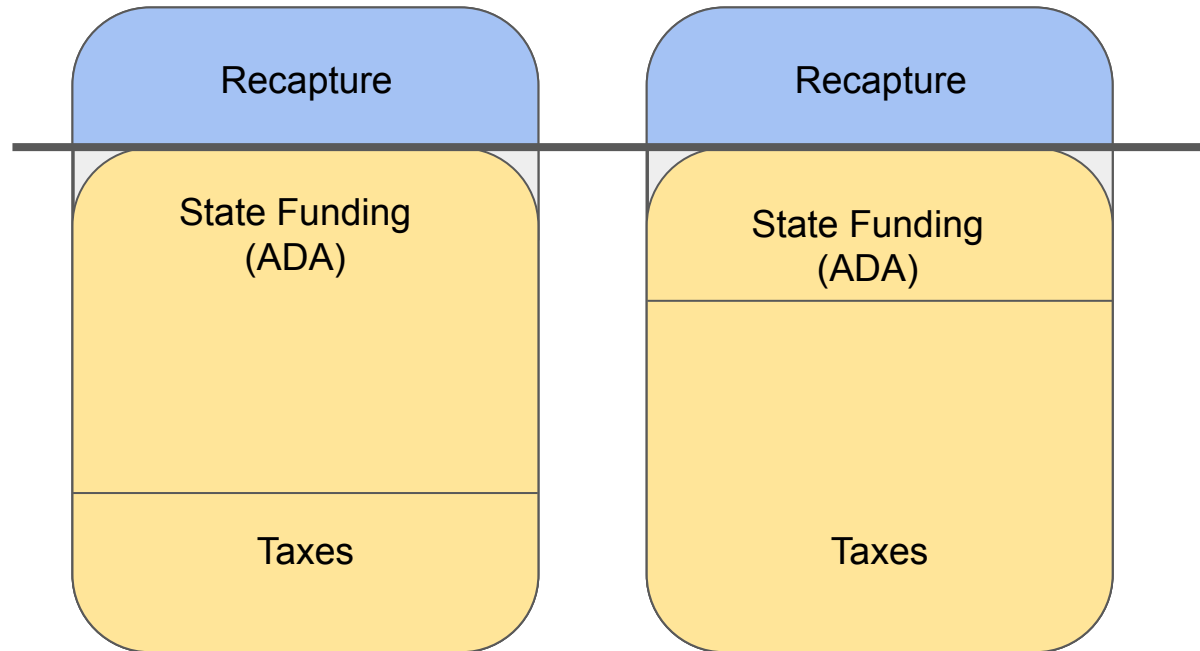 Recapture
State Funding
(ADA)
Taxes
Recapture
State Funding
(ADA)
Taxes